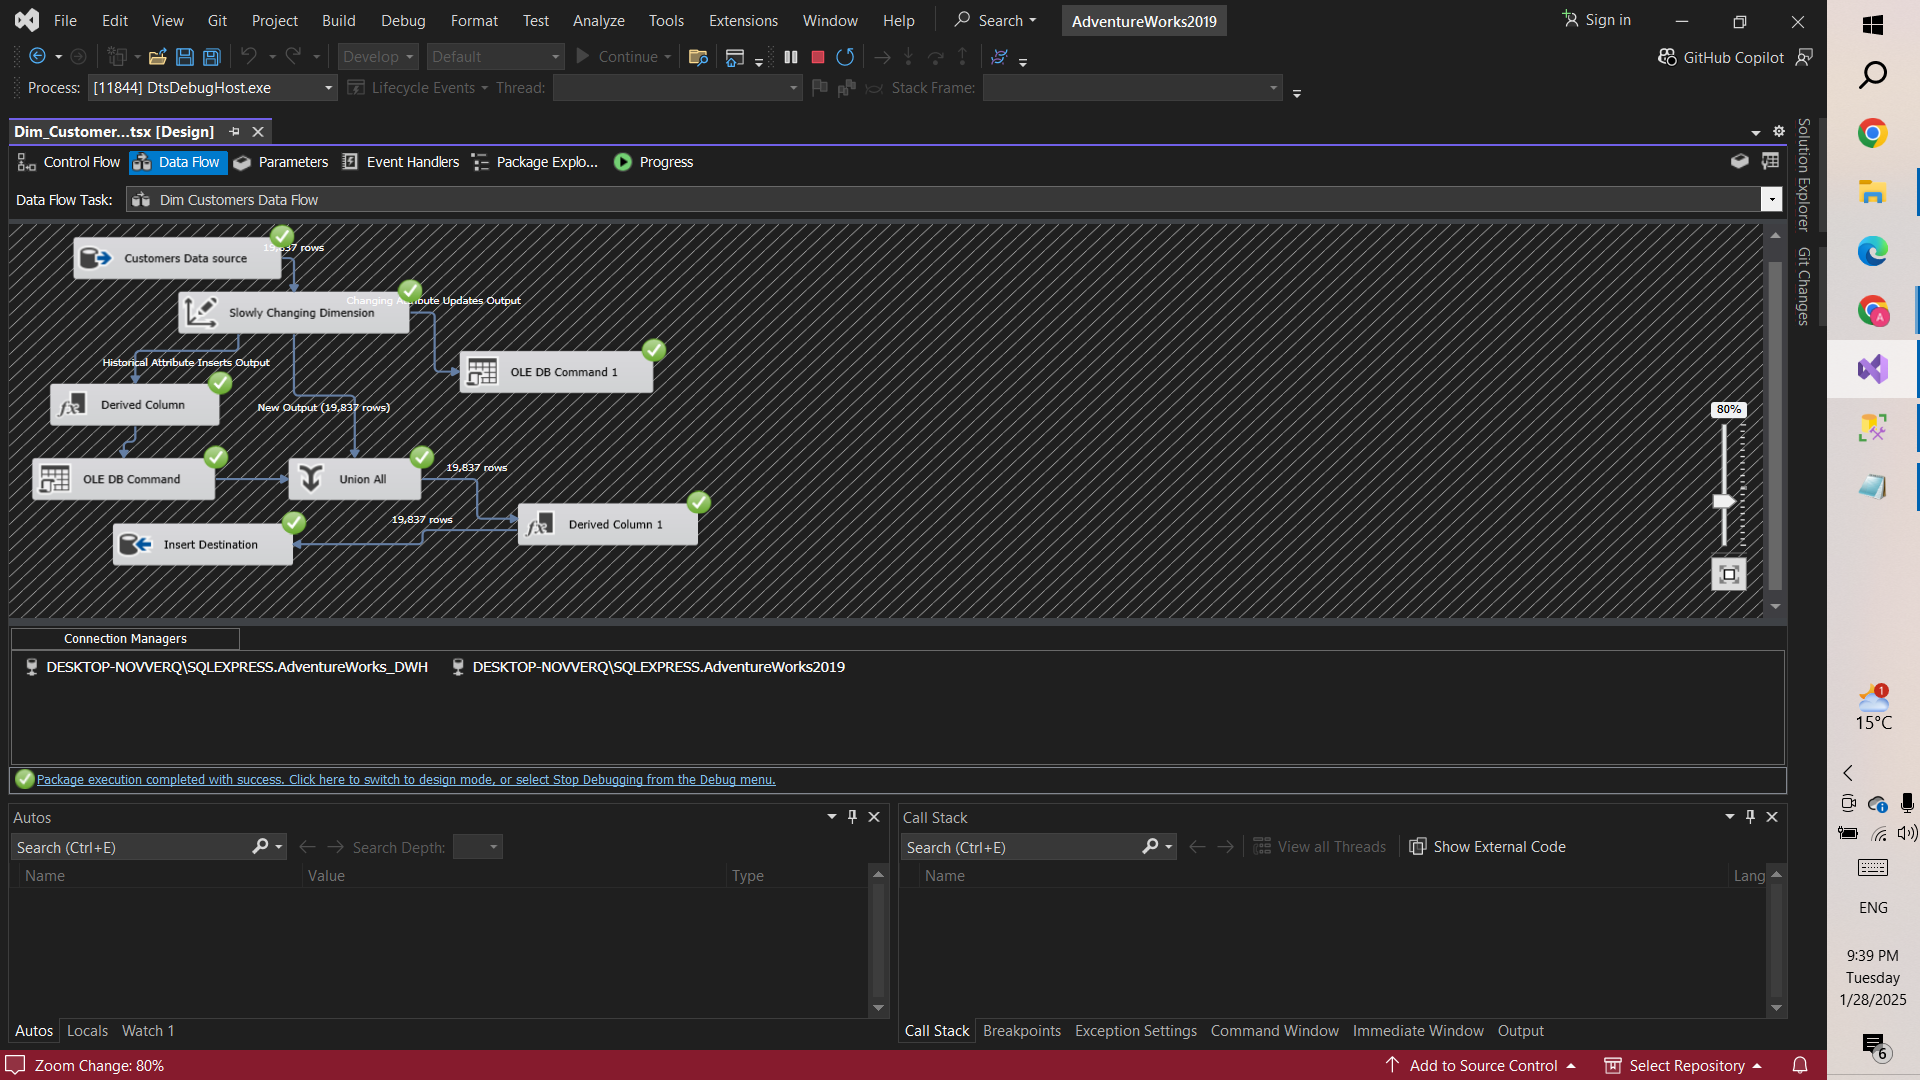 File Edit View Git Project Build Debug Format Test Analyze Tools Extensions Window Help Search AdventureWorks2019 Sign in
Develop Default Continue GitHub Copilot
Process: [11844] DtsDebugHost.exe Lifecycle Events Thread: Stack Frame:
Dim_Customer...tsx [Design]
Control Flow Data Flow Parameters Event Handlers Package Explo... Progress
Data Flow Task: Dim Customers Data Flow
19,837 rows
Customers Data source
Changing Attribute Updates Output
Slowly Changing Dimension
Historical Attribute Inserts Output
OLE DB Command 1
Derived Column
New Output (19,837 rows)
80%
19,837 rows
OLE DB Command
Union All
19,837 rows
Derived Column 1
Insert Destination
Connection Managers
DESKTOP-NOVVERQ\SQLEXPRESS.AdventureWorks_DWH DESKTOP-NOVVERQ\SQLEXPRESS.AdventureWorks2019
Package execution completed with success. Click here to switch to design mode, or select Stop Debugging from the Debug menu.
Autos
Search (Ctrl+E) Search Depth:
Name Value Type
Autos Locals Watch 1
Call Stack
Search (Ctrl+E) View all Threads Show External Code
Name Lang
Call Stack Breakpoints Exception Settings Command Window Immediate Window Output
Zoom Change: 80% Add to Source Control Select Repository
Solution Explorer
Git Changes
A
1
15°C
ENG
9:39 PM
Tuesday
1/28/2025
6